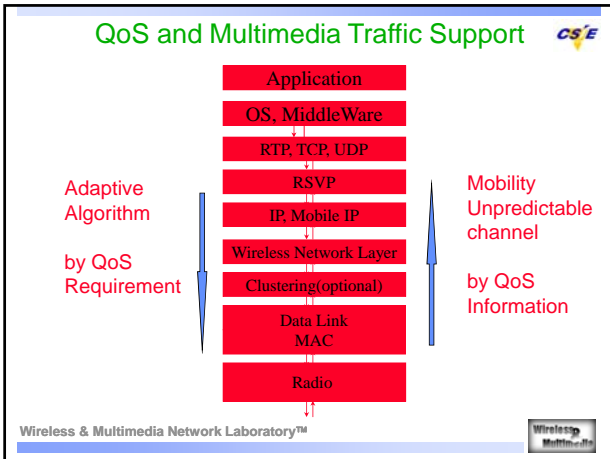 QoS and Multimedia Traffic Support
CS/E
Application
OS, MiddleWare
RTP, TCP, UDP
RSVP
IP, Mobile IP
Wireless Network Layer
Clustering(optional)
Data Link
MAC
Radio
Adaptive
Algorithm
by QoS
Requirement
Mobility
Unpredictable
channel
by QoS
Information
Wireless & Multimedia Network Laboratory™
Wireless
Multimedia